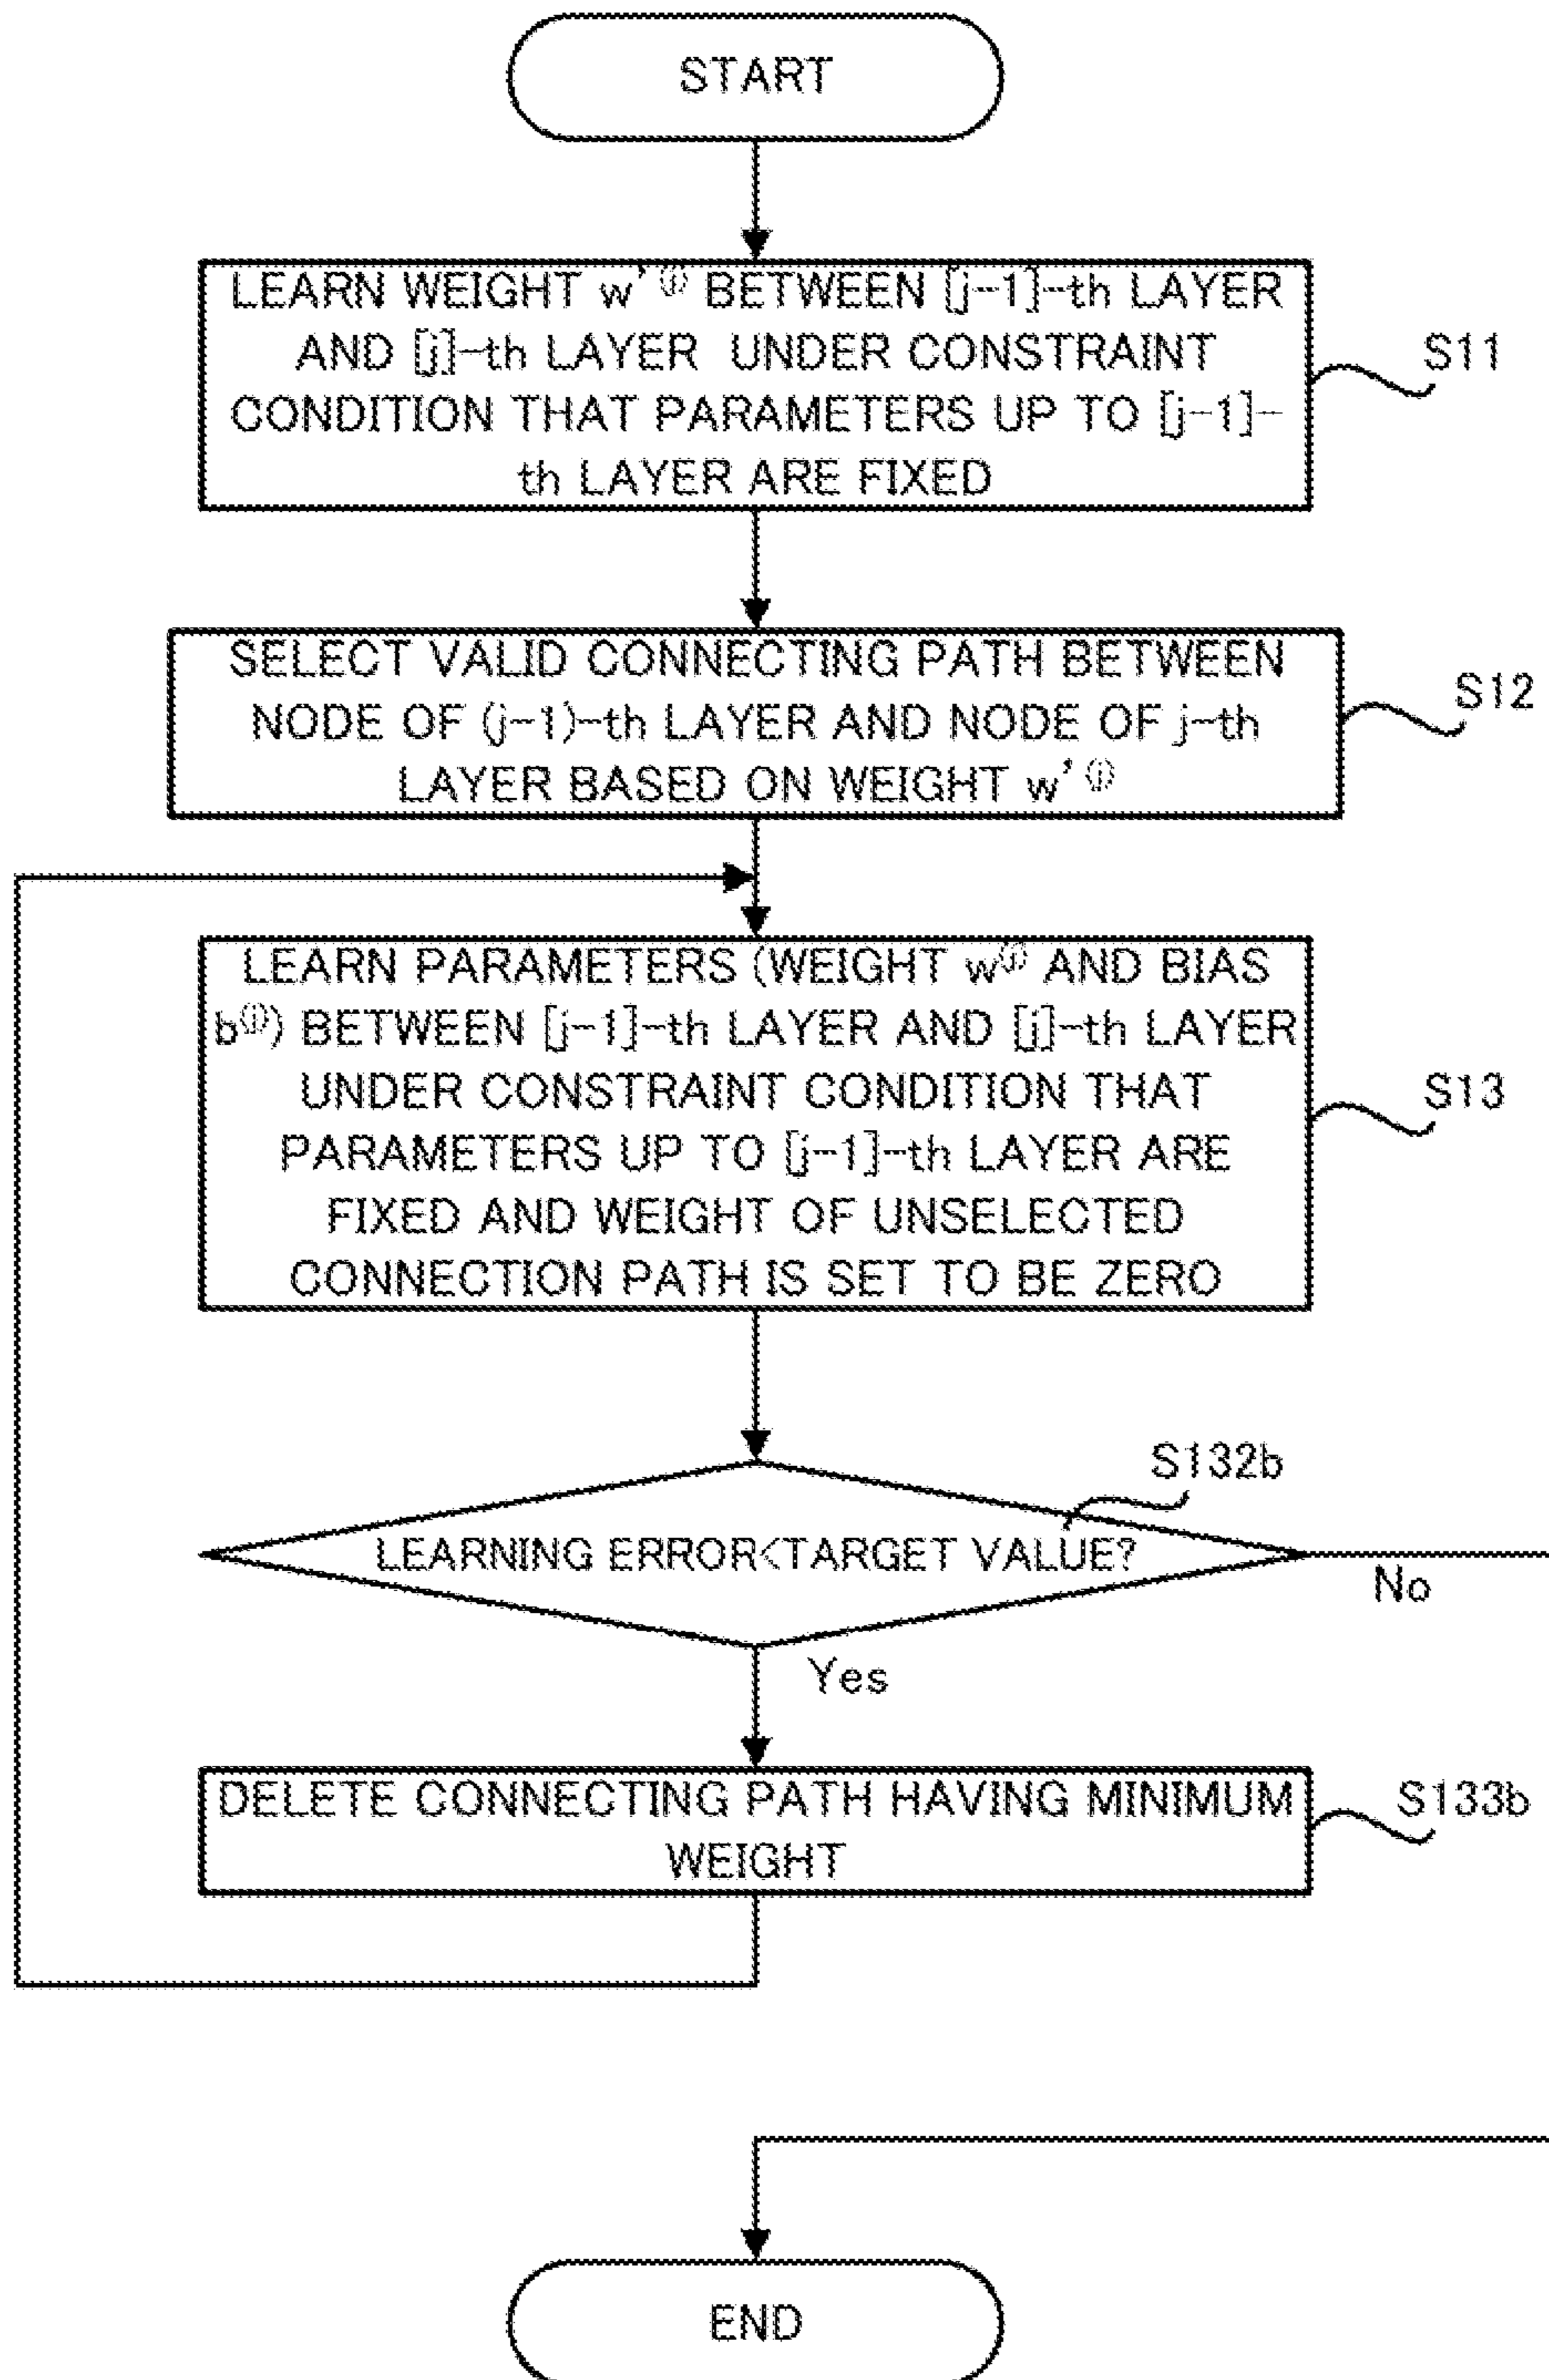 START
LEARN WEIGHT w'⁽ʲ⁾ BETWEEN [j-1]-th LAYER
AND [j]-th LAYER UNDER CONSTRAINT
CONDITION THAT PARAMETERS UP TO [j-1]-
th LAYER ARE FIXED
S11
SELECT VALID CONNECTING PATH BETWEEN
NODE OF (j-1)-th LAYER AND NODE OF j-th
LAYER BASED ON WEIGHT w'⁽ʲ⁾
S12
LEARN PARAMETERS (WEIGHT w⁽ʲ⁾ AND BIAS
b⁽ʲ⁾) BETWEEN [j-1]-th LAYER AND [j]-th LAYER
UNDER CONSTRAINT CONDITION THAT
PARAMETERS UP TO [j-1]-th LAYER ARE
FIXED AND WEIGHT OF UNSELECTED
CONNECTION PATH IS SET TO BE ZERO
S13
S132b
LEARNING ERROR<TARGET VALUE?
No
Yes
DELETE CONNECTING PATH HAVING MINIMUM
WEIGHT
S133b
END